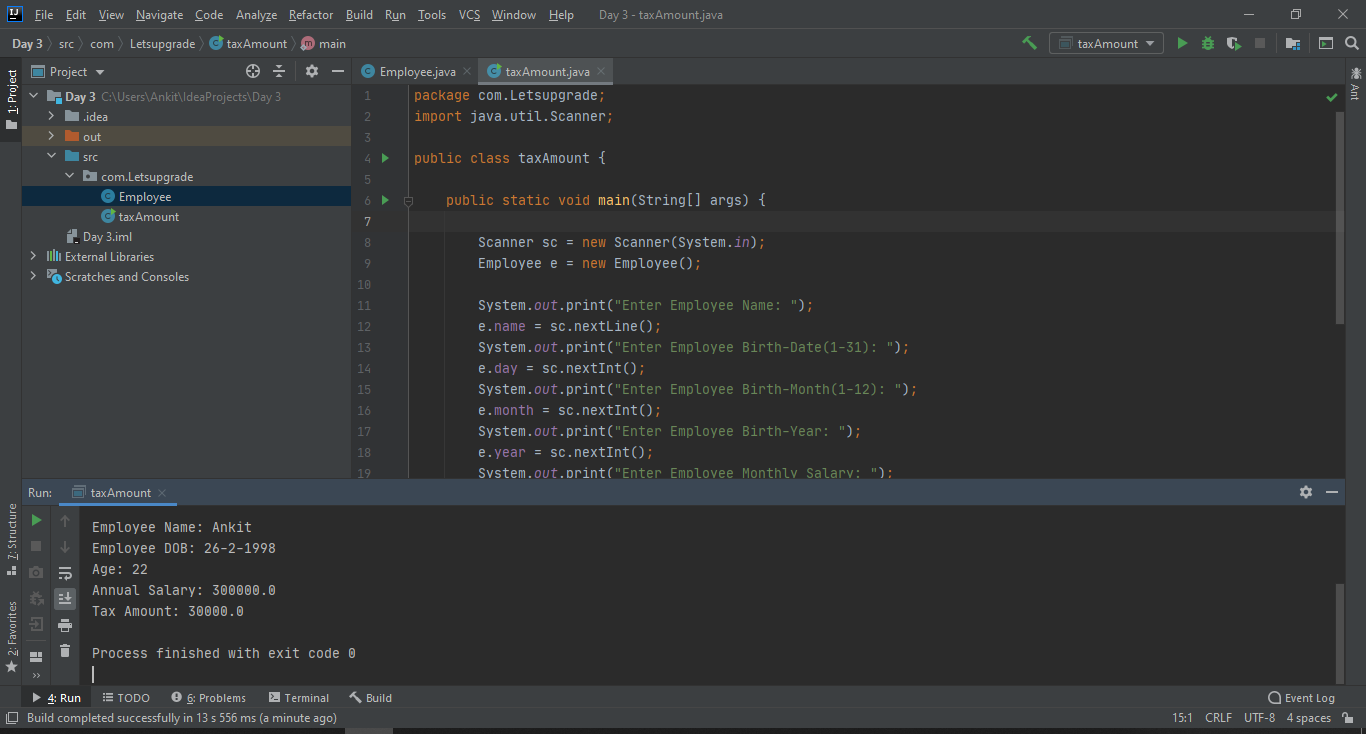 File Edit View Navigate Code Analyze Refactor Build Run Tools VCS Window Help Day 3 - taxAmount.java
Day 3 src com Letsupgrade taxAmount main taxAmount
1: Project
Project
Day 3 C:\Users\Ankit\IdeaProjects\Day 3
.idea
out
src
com.Letsupgrade
Employee
taxAmount
Day 3.iml
External Libraries
Scratches and Consoles
Employee.java taxAmount.java
Ant
1 package com.Letsupgrade;
2 import java.util.Scanner;
3
4 public class taxAmount {
5
6 public static void main(String[] args) {
7
8 Scanner sc = new Scanner(System.in);
9 Employee e = new Employee();
10
11 System.out.print("Enter Employee Name: ");
12 e.name = sc.nextLine();
13 System.out.print("Enter Employee Birth-Date(1-31): ");
14 e.day = sc.nextInt();
15 System.out.print("Enter Employee Birth-Month(1-12): ");
16 e.month = sc.nextInt();
17 System.out.print("Enter Employee Birth-Year: ");
18 e.year = sc.nextInt();
19 System.out.print("Enter Employee Monthly Salary: ");
Run: taxAmount
7: Structure
2: Favorites
Employee Name: Ankit
Employee DOB: 26-2-1998
Age: 22
Annual Salary: 300000.0
Tax Amount: 30000.0
Process finished with exit code 0
4: Run TODO 6: Problems Terminal Build Event Log
Build completed successfully in 13 s 556 ms (a minute ago) 15:1 CRLF UTF-8 4 spaces